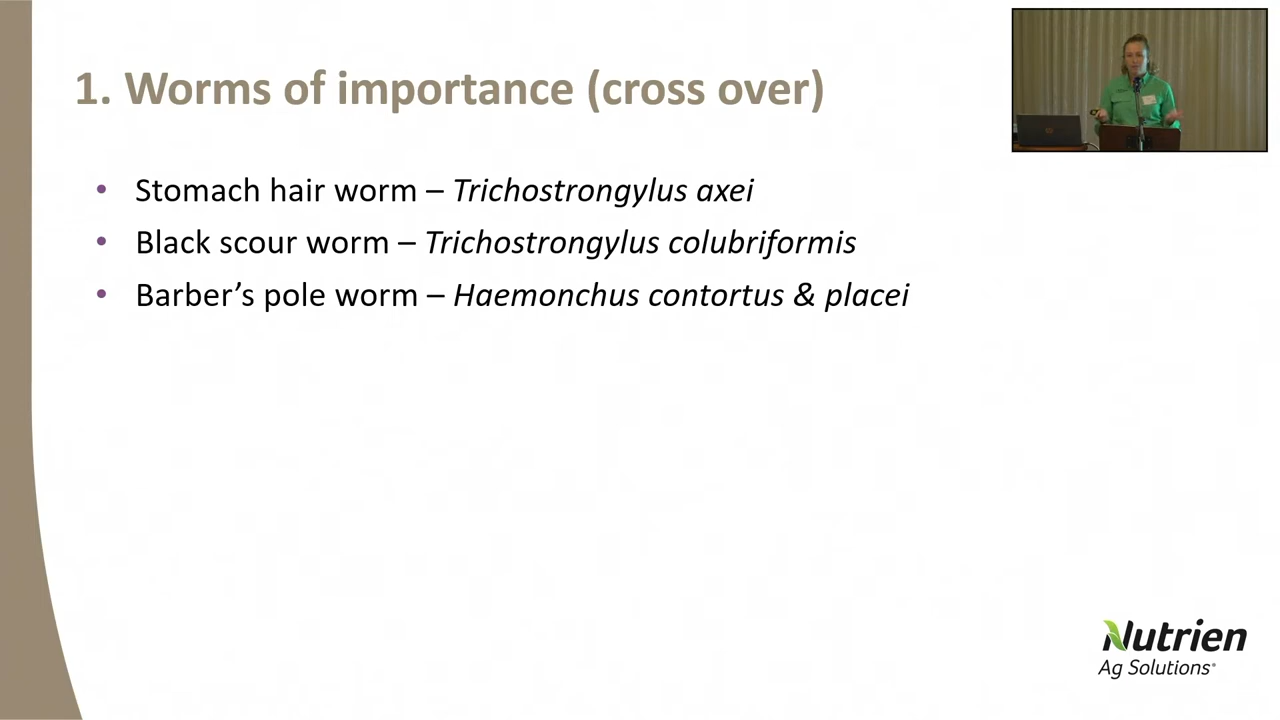 1. Worms of importance (cross over)
• Stomach hair worm – Trichostrongylus axei
• Black scour worm – Trichostrongylus colubriformis
• Barber’s pole worm – Haemonchus contortus & placei
Nutrien
Ag Solutions®